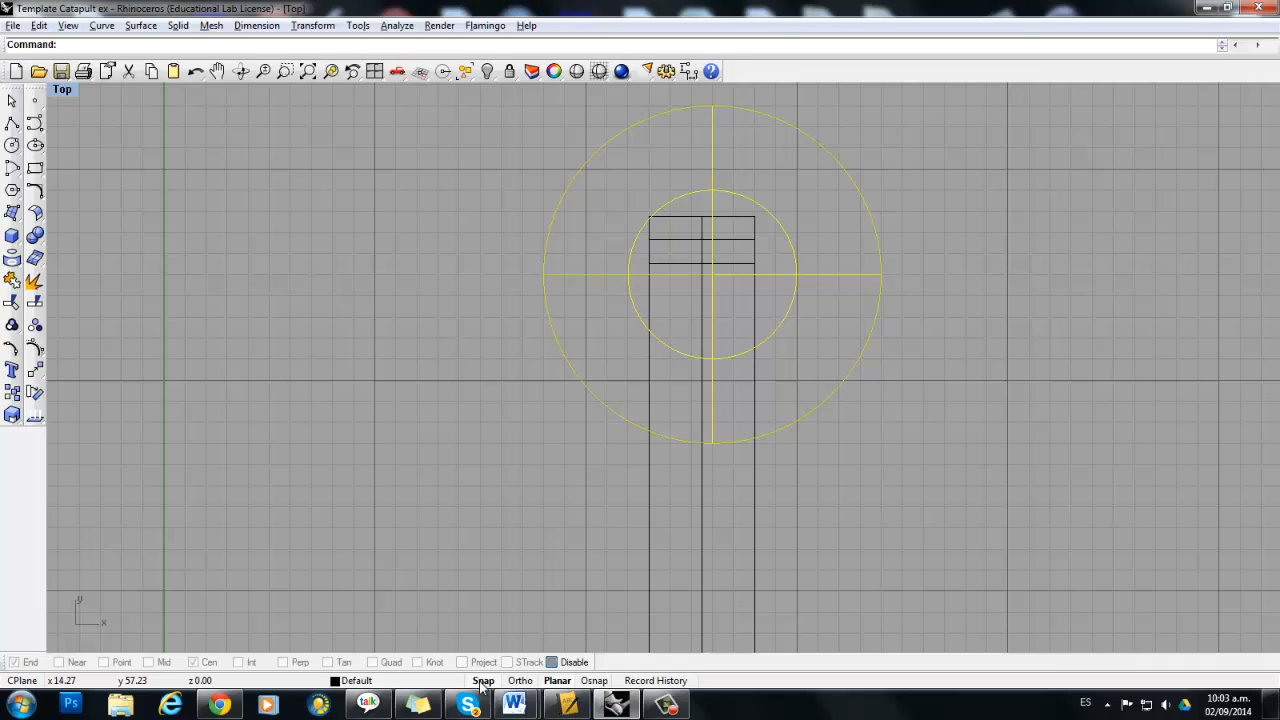 Template Catapult ex - Rhinoceros (Educational Lab License) - [Top]
File Edit View Curve Surface Solid Mesh Dimension Transform Tools Analyze Render Flamingo Help
Command:
Top
y
x
End Near Point Mid Cen Int Perp Tan Quad Knot Project STrack Disable
CPlane x 14.27 y 57.23 z 0.00 Default Snap Ortho Planar Osnap Record History
Ps talk S 2 W ES 10:03 a.m.
02/09/2014